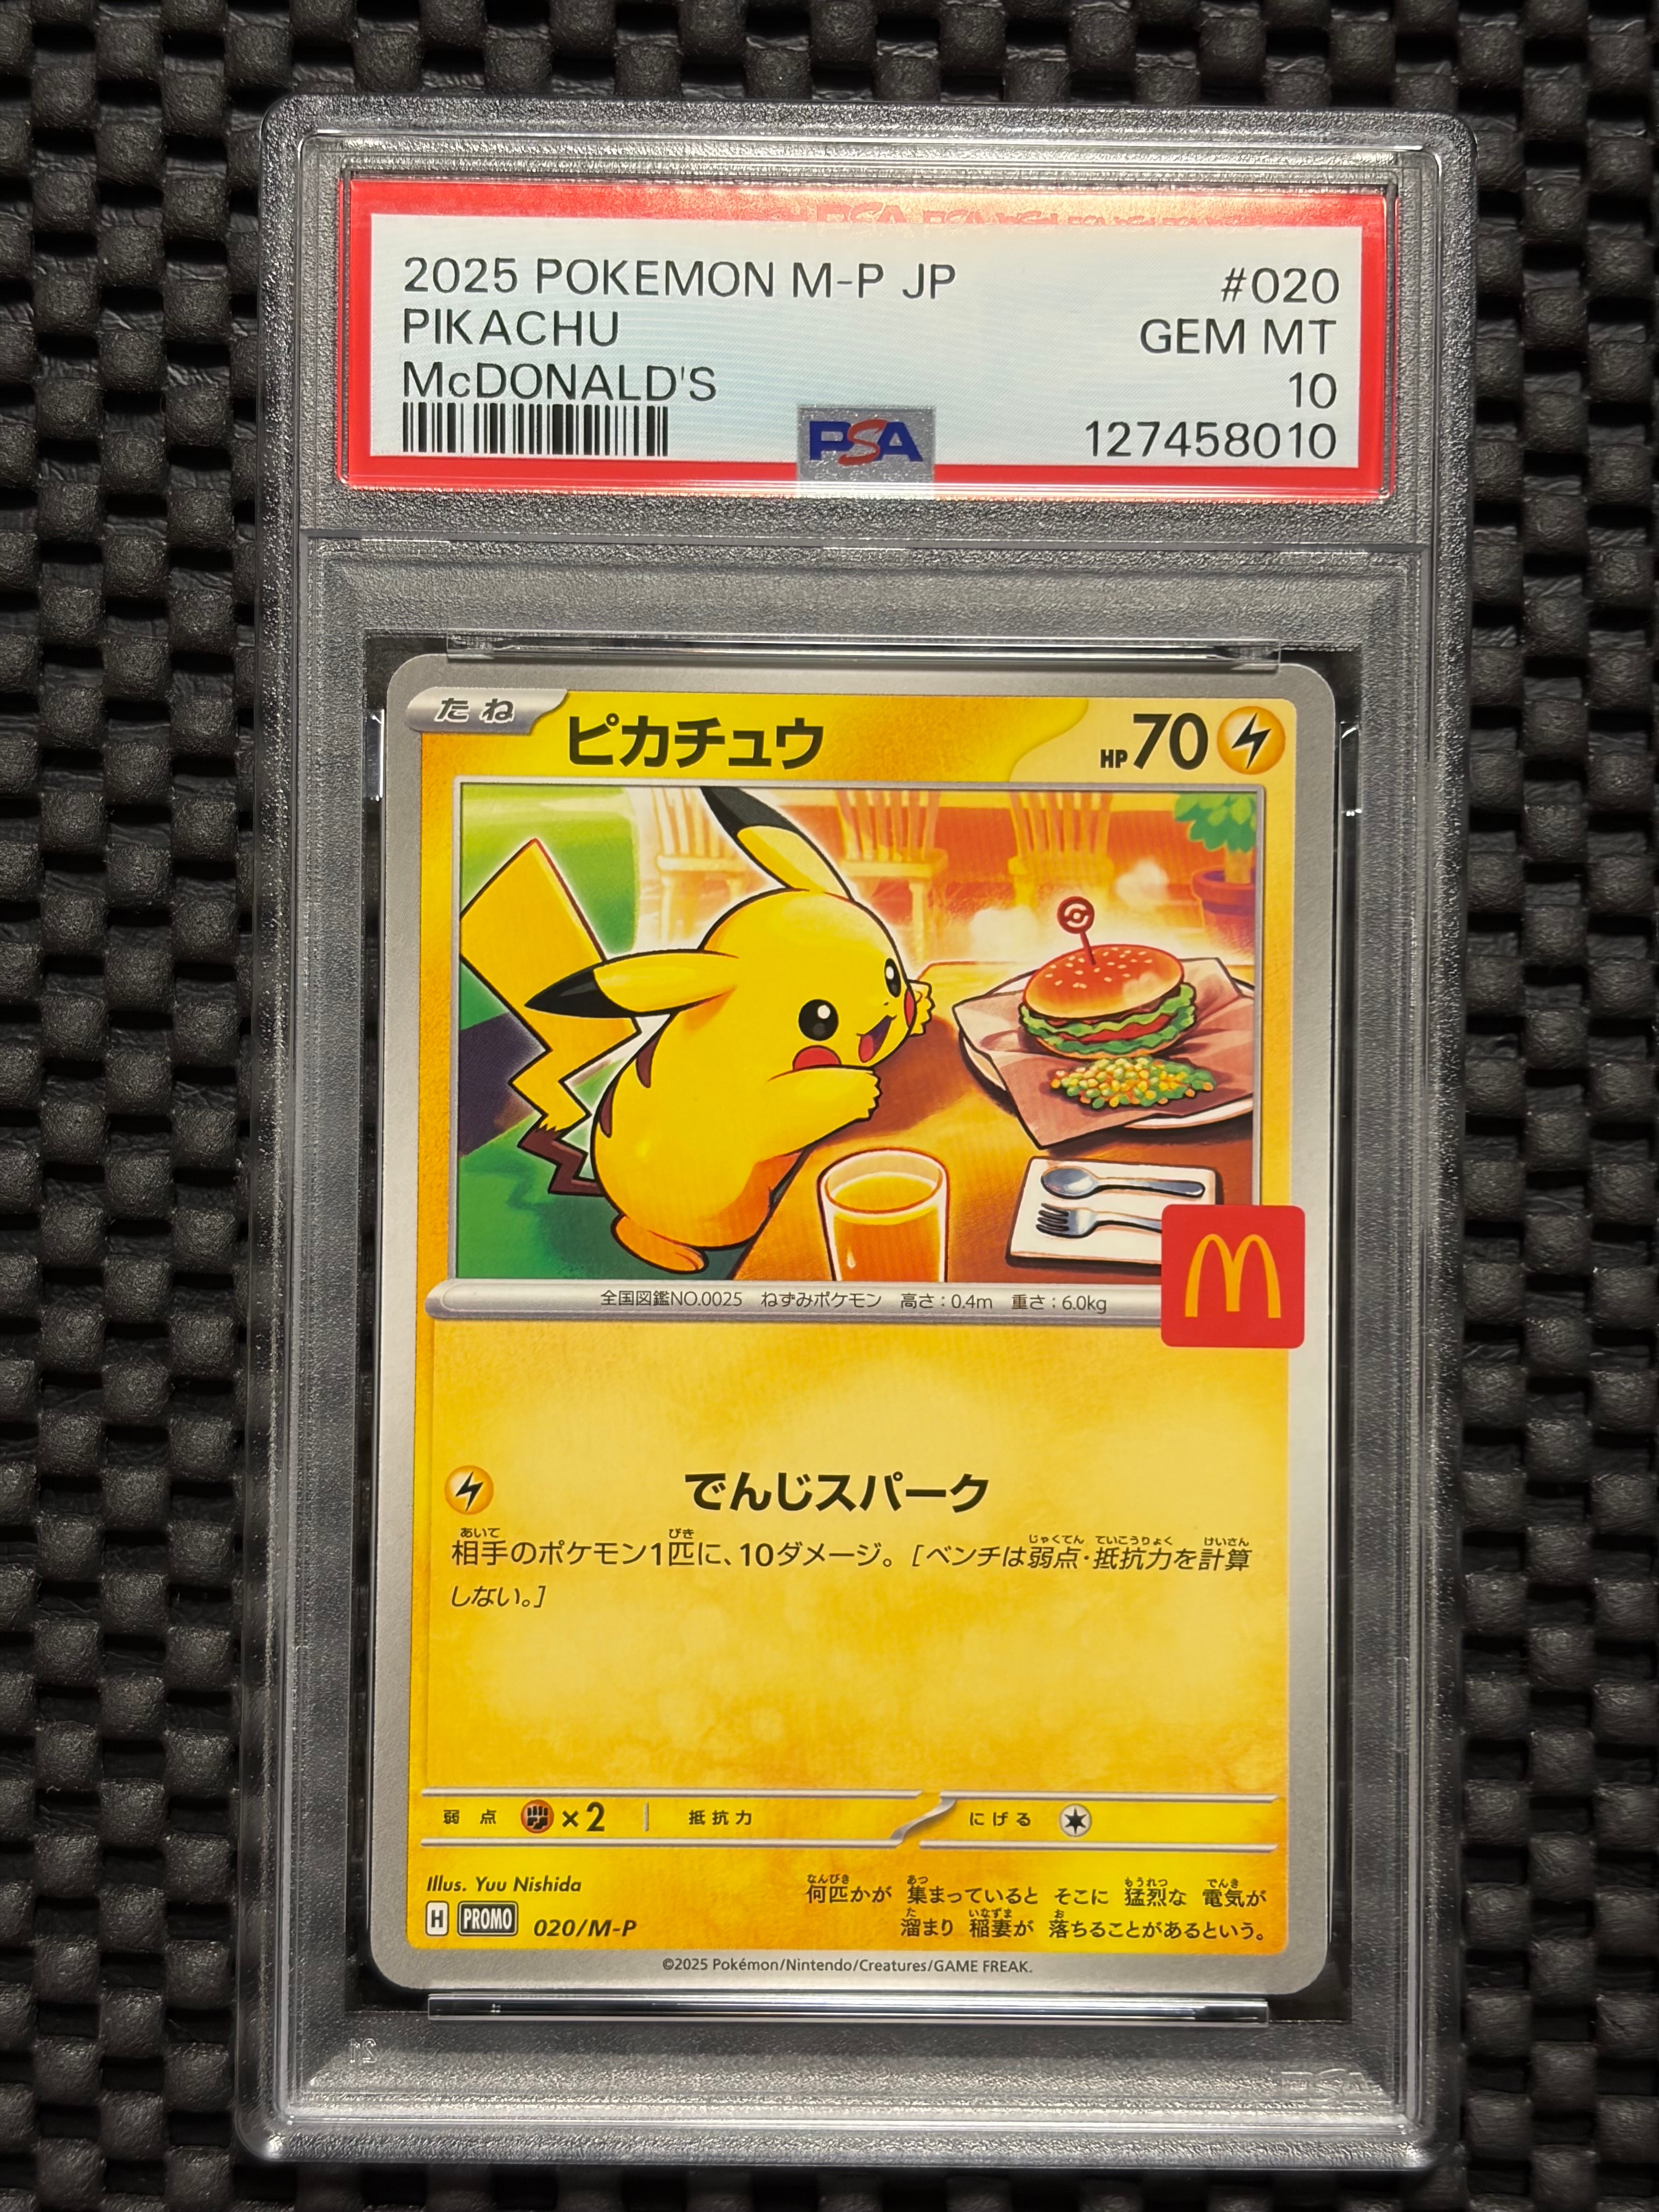 2025 POKEMON M-P JP #020
PIKACHU GEM MT
McDONALD'S 10
PSA 127458010
たね ピカチュウ HP70
全国図鑑NO.0025 ねずみポケモン 高さ：0.4m 重さ：6.0kg
M
でんじスパーク
あいて びき じゃくてん ていこうりょく けいさん
相手のポケモン1匹に、10ダメージ。［ベンチは弱点・抵抗力を計算
しない。］
弱点 ×2 抵抗力 にげる
Illus. Yuu Nishida
H PROMO 020/M-P
なんびき あつ もうれつ でんき
何匹かが 集まっていると そこに 猛烈な 電気が
た いなずま お
溜まり 稲妻が 落ちることがあるという。
©2025 Pokémon/Nintendo/Creatures/GAME FREAK.